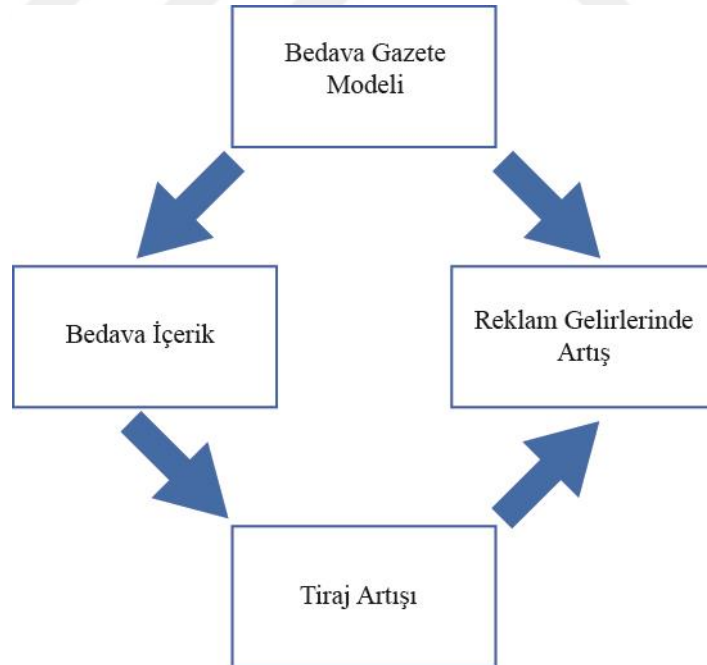 Bedava Gazete
Modeli
Bedava İçerik
Reklam Gelirlerinde
Artış
Tiraj Artışı